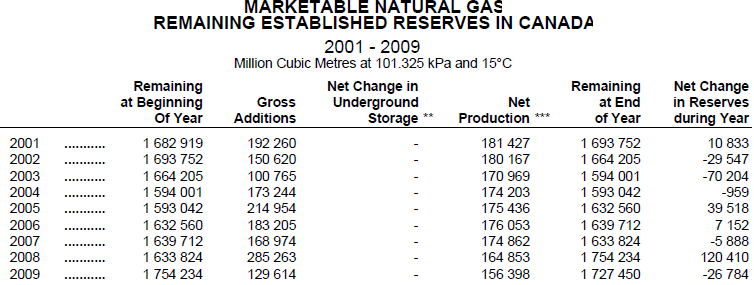 MARKETABLE NATURAL GAS
REMAINING ESTABLISHED RESERVES IN CANADA
2001 - 2009
Million Cubic Metres at 101.325 kPa and 15°C
Remaining Net Change in Remaining Net Change
at Beginning Gross Underground Net at End in Reserves
Of Year Additions Storage ** Production *** of Year during Year
2001 ........... 1 682 919 192 260 - 181 427 1 693 752 10 833
2002 ........... 1 693 752 150 620 - 180 167 1 664 205 -29 547
2003 ........... 1 664 205 100 765 - 170 969 1 594 001 -70 204
2004 ........... 1 594 001 173 244 - 174 203 1 593 042 -959
2005 ........... 1 593 042 214 954 - 175 436 1 632 560 39 518
2006 ........... 1 632 560 183 205 - 176 053 1 639 712 7 152
2007 ........... 1 639 712 168 974 - 174 862 1 633 824 -5 888
2008 ........... 1 633 824 285 263 - 164 853 1 754 234 120 410
2009 ........... 1 754 234 129 614 - 156 398 1 727 450 -26 784